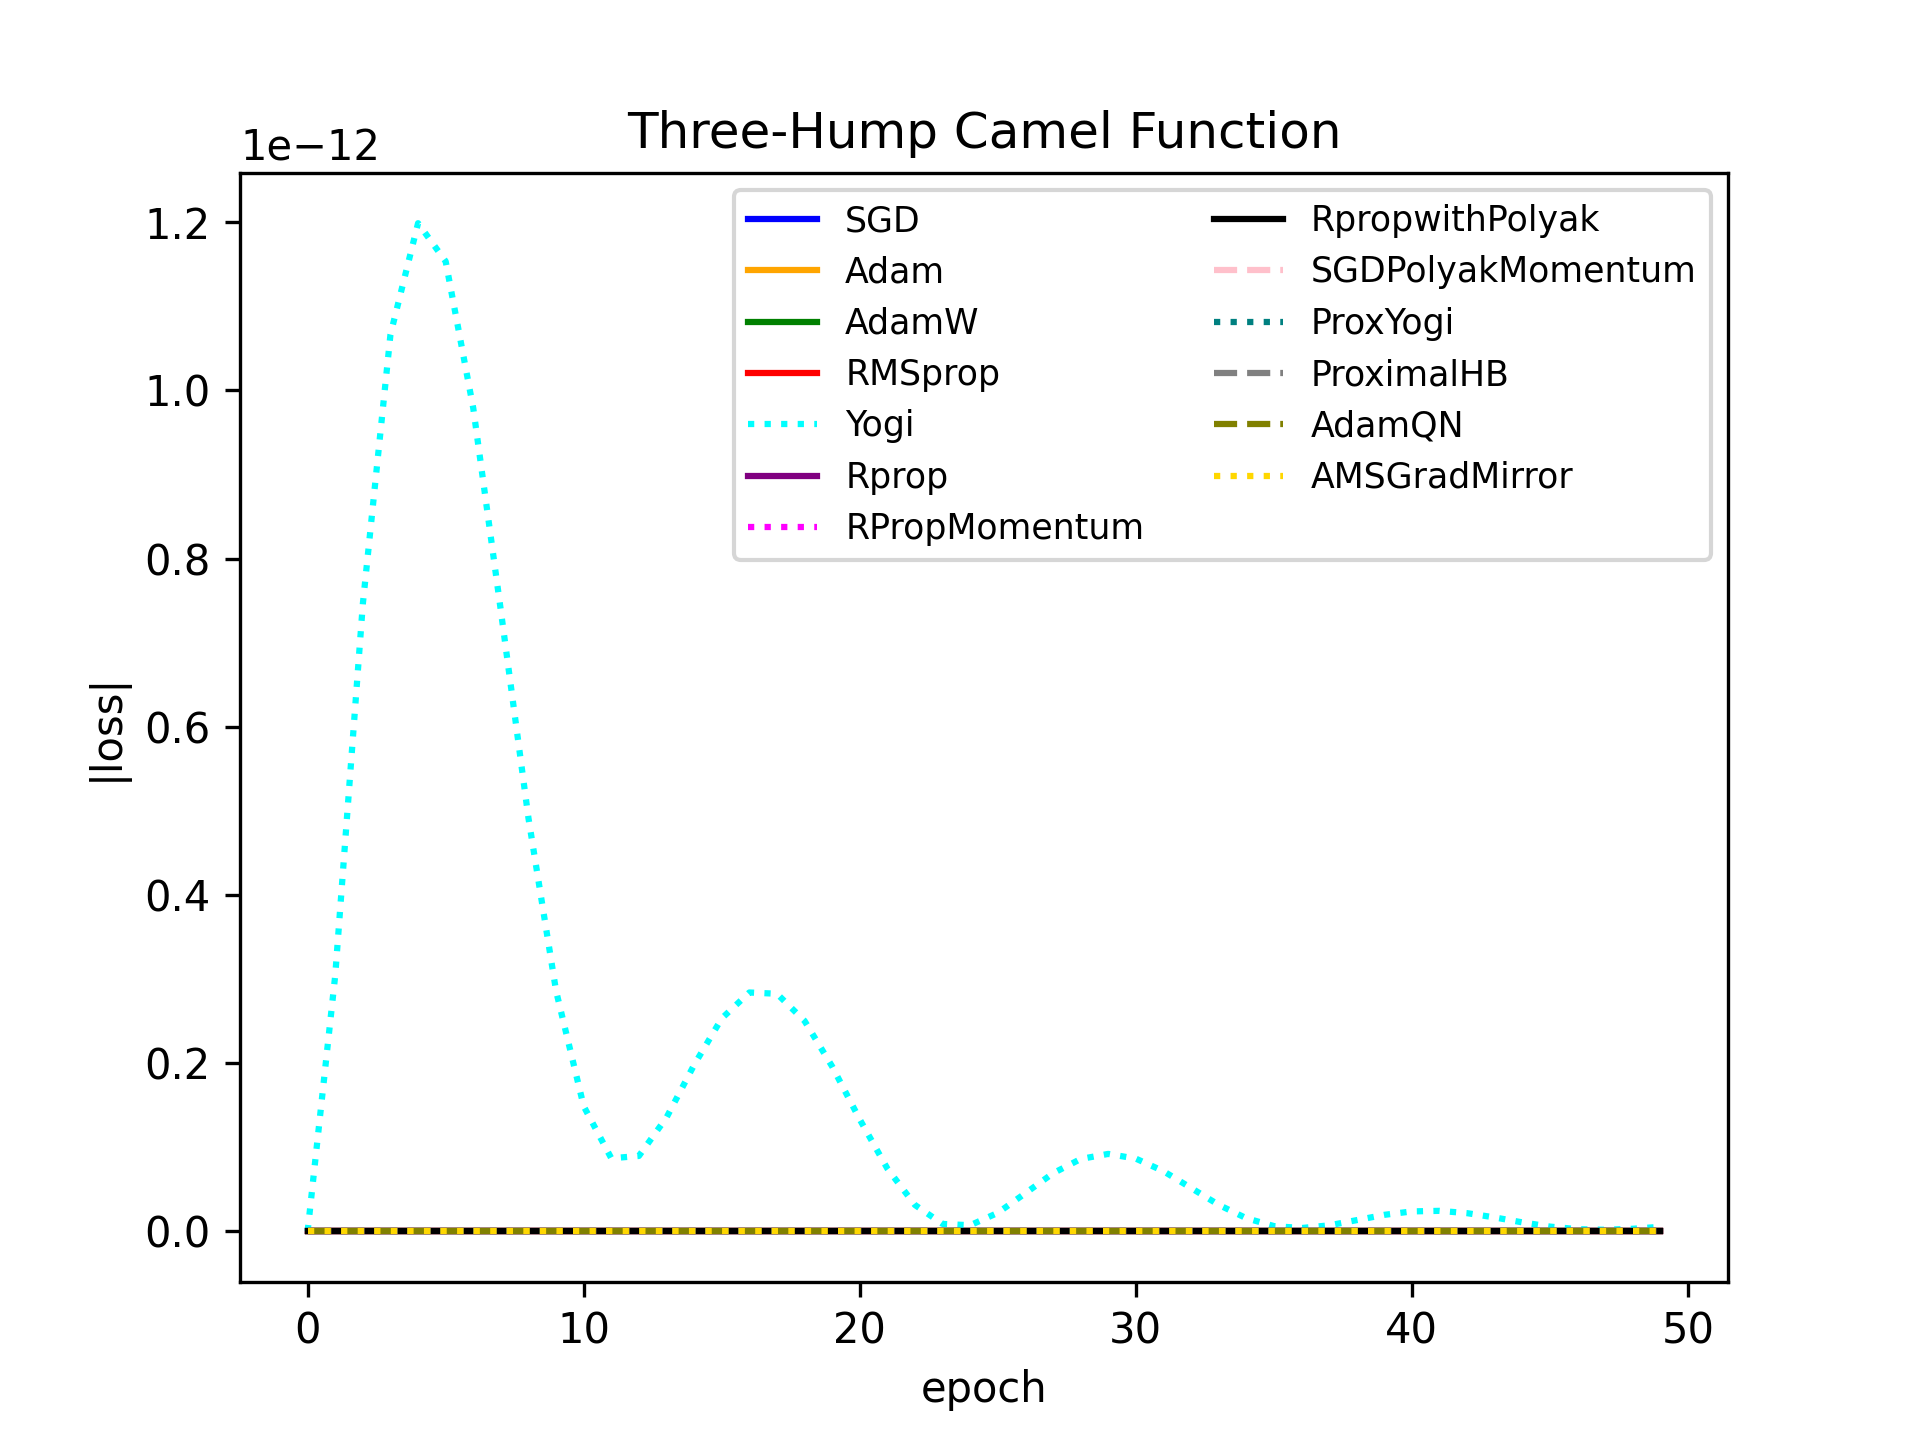 Three-Hump Camel Function
1e−12
1.2
1.0
0.8
0.6
0.4
0.2
0.0
|loss|
SGD
Adam
AdamW
RMSprop
Yogi
Rprop
RPropMomentum
RpropwithPolyak
SGDPolyakMomentum
ProxYogi
ProximalHB
AdamQN
AMSGradMirror
0 10 20 30 40 50
epoch